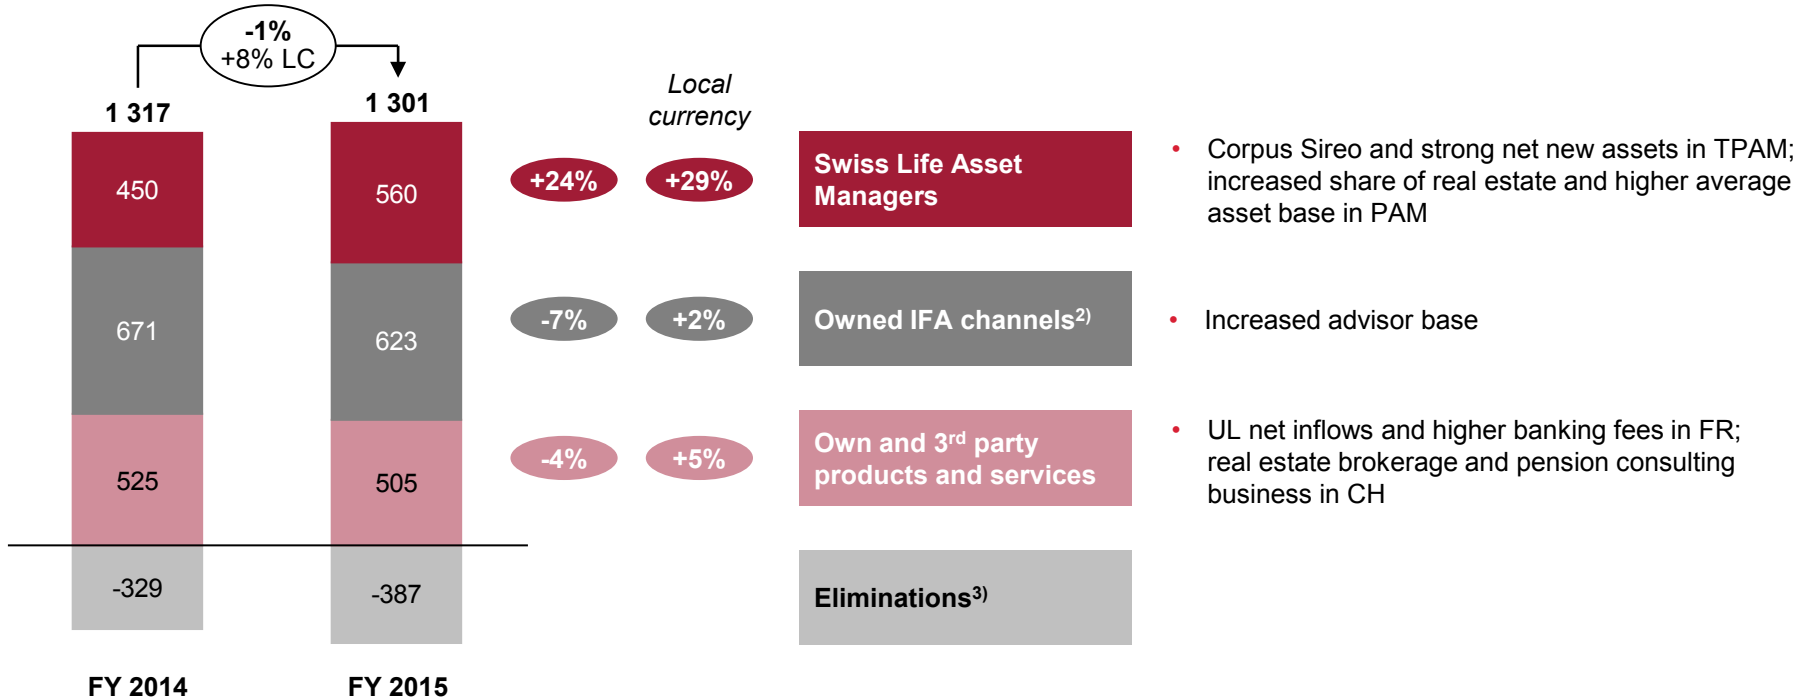 -1%
+8% LC
1 317
1 301
Local
currency
450
560
+24%
+29%
Swiss Life Asset
Managers
• Corpus Sireo and strong net new assets in TPAM;
increased share of real estate and higher average
asset base in PAM
671
623
-7%
+2%
Owned IFA channels2)
• Increased advisor base
525
505
-4%
+5%
Own and 3rd party
products and services
• UL net inflows and higher banking fees in FR;
real estate brokerage and pension consulting
business in CH
-329
-387
Eliminations3)
FY 2014
FY 2015